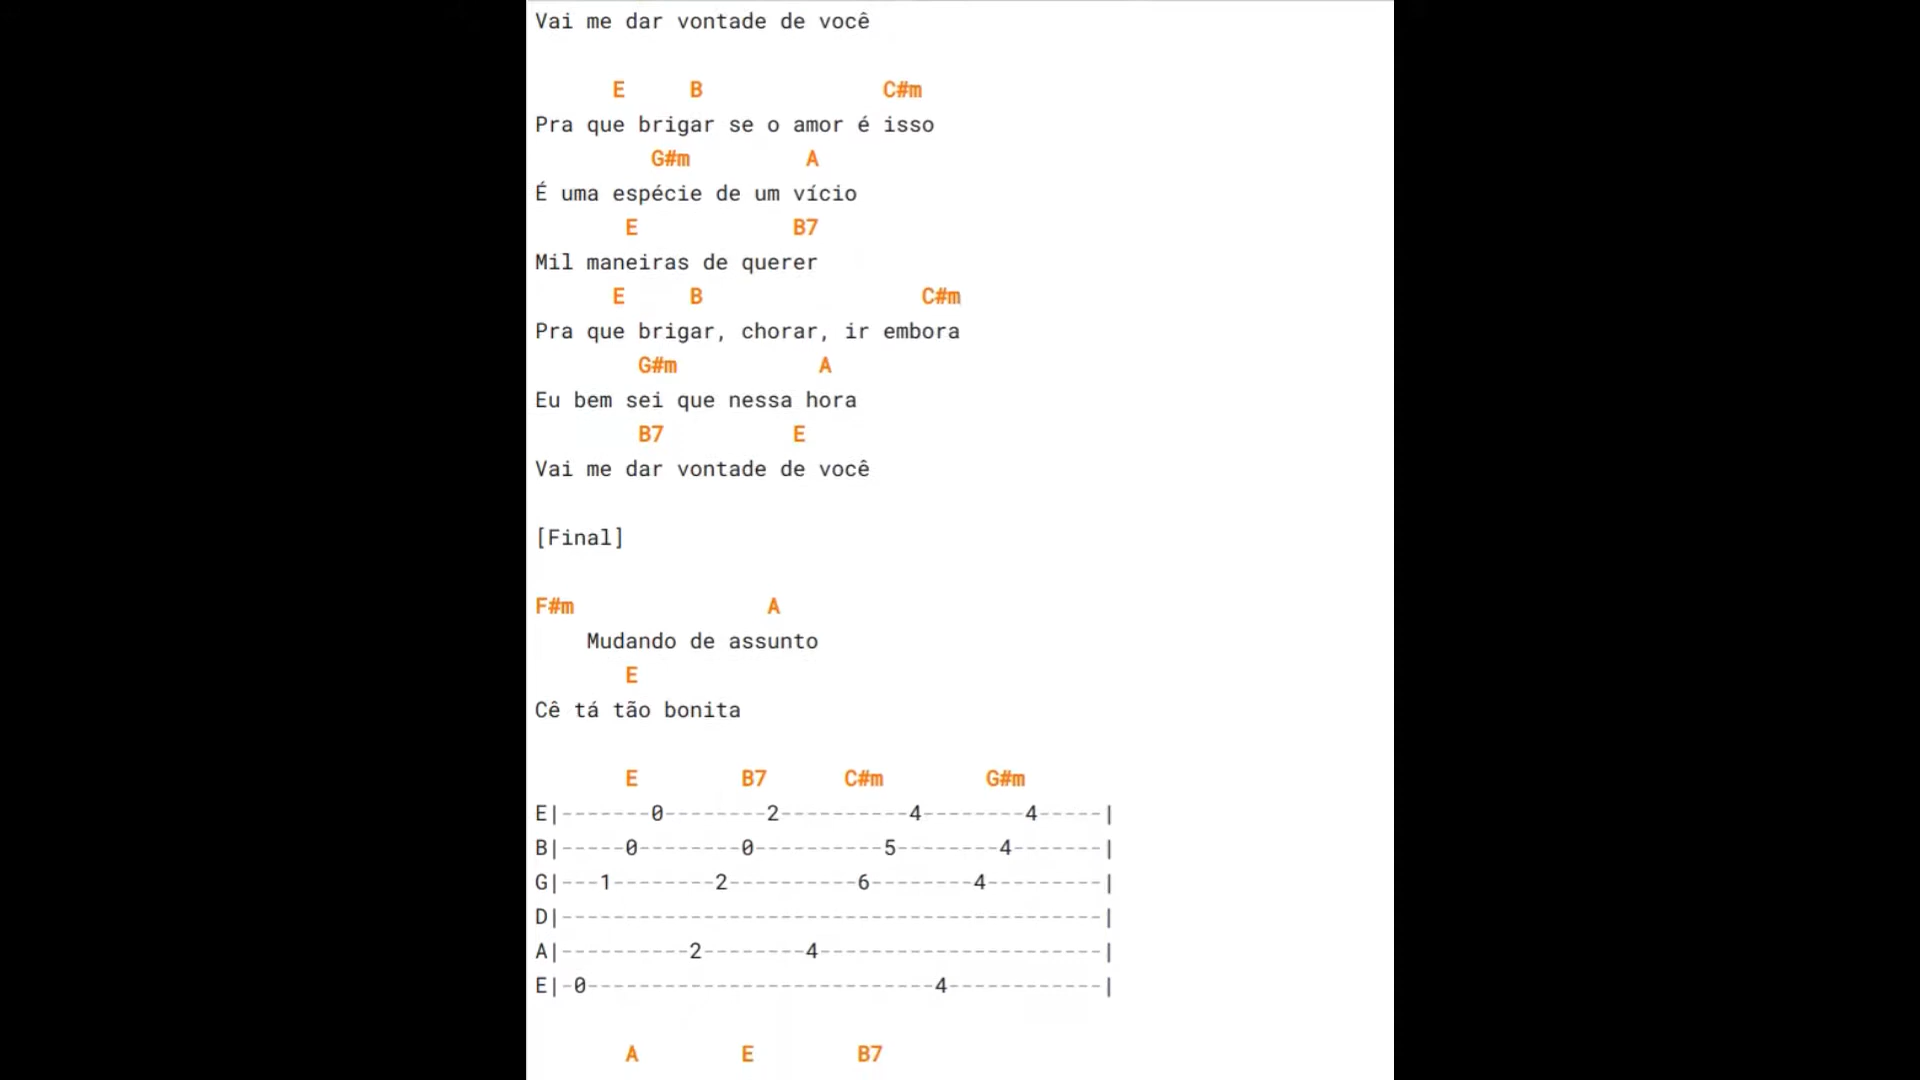 Vai me dar vontade de você
E B C#m
Pra que brigar se o amor é isso
G#m A
É uma espécie de um vício
E B7
Mil maneiras de querer
E B C#m
Pra que brigar, chorar, ir embora
G#m A
Eu bem sei que nessa hora
B7 E
Vai me dar vontade de você
[Final]
F#m A
Mudando de assunto
E
Cê tá tão bonita
E B7 C#m G#m
E|-------0--------2----------4--------4-----|
B|-----0--------0----------5--------4-------|
G|---1--------2----------6--------4---------|
D|------------------------------------------|
A|----------2--------4----------------------|
E|-0---------------------------4------------|
A E B7